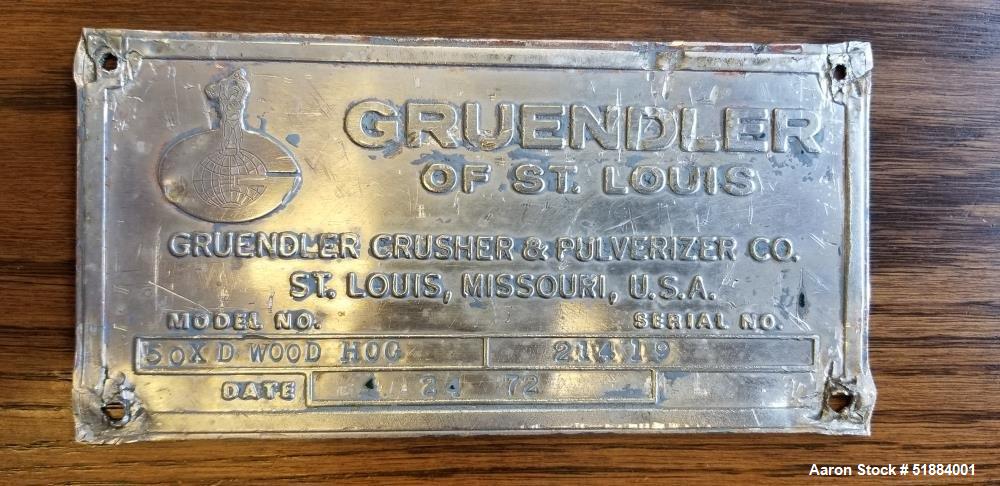 GRUENDLER
OF ST. LOUIS
GRUENDLER CRUSHER & PULVERIZER CO.
ST. LOUIS, MISSOURI, U.S.A.
MODEL NO. SERIAL NO.
50XD WOOD HOG 21419
DATE 24 72
Aaron Stock # 51884001